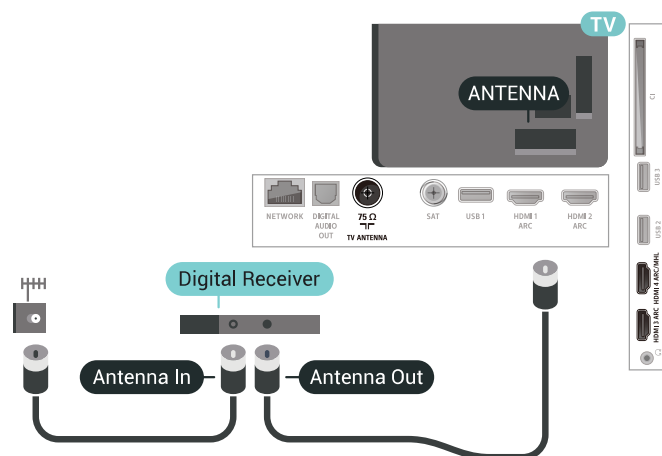 TV
ANTENNA
CI
USB 3
USB 2
HDMI 4 ARC/MHL
HDMI 3 ARC
NETWORK
DIGITAL
AUDIO
OUT
75 Ω
TV ANTENNA
SAT
USB 1
HDMI 1
ARC
HDMI 2
ARC
Digital Receiver
Antenna In
Antenna Out